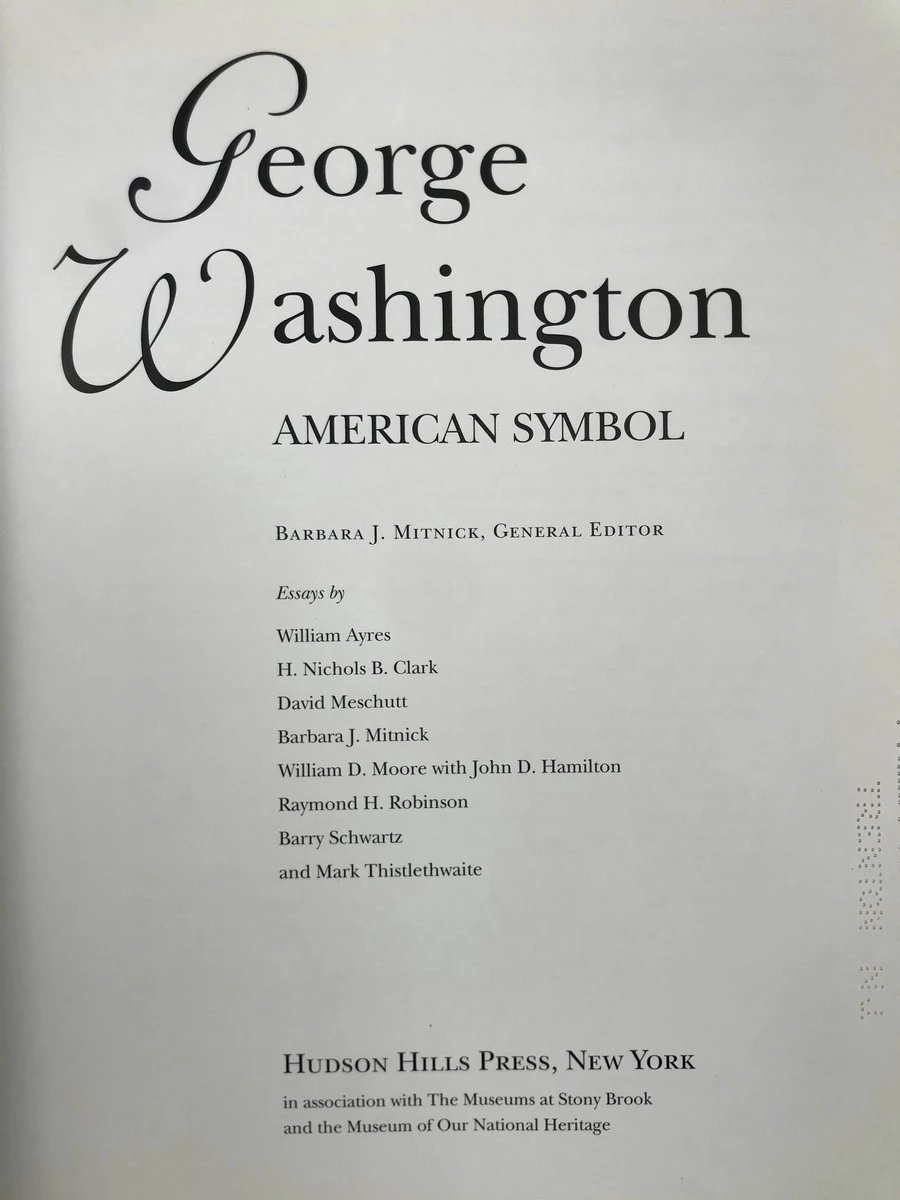 George
Washington
AMERICAN SYMBOL
BARBARA J. MITNICK, GENERAL EDITOR
Essays by
William Ayres
H. Nichols B. Clark
David Meschutt
Barbara J. Mitnick
William D. Moore with John D. Hamilton
Raymond H. Robinson
Barry Schwartz
and Mark Thistlethwaite
HUDSON HILLS PRESS, NEW YORK
in association with The Museums at Stony Brook
and the Museum of Our National Heritage